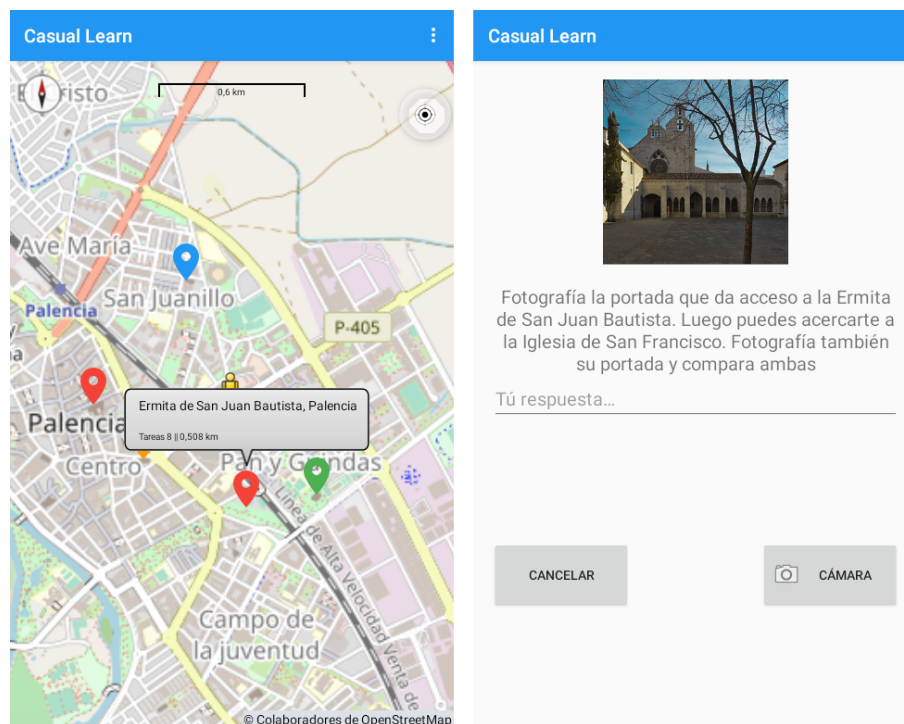 Casual Learn
Cristo
0,6 km
Ave María
San Juanillo
Palencia
P-405
Ermita de San Juan Bautista, Palencia
Tareas 8 || 0,508 km
Palencia
Centro
Pan y Guindas
Línea de Alta Velocidad Venta de
Campo de
la juventud
© Colaboradores de OpenStreetMap
Casual Learn
Fotografía la portada que da acceso a la Ermita
de San Juan Bautista. Luego puedes acercarte a
la Iglesia de San Francisco. Fotografía también
su portada y compara ambas
Tú respuesta...
CANCELAR
CÁMARA